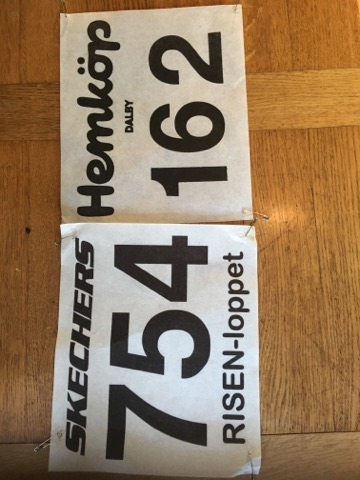 Hemköp
DALBY
162
SKECHERS
754
RISEN-loppet